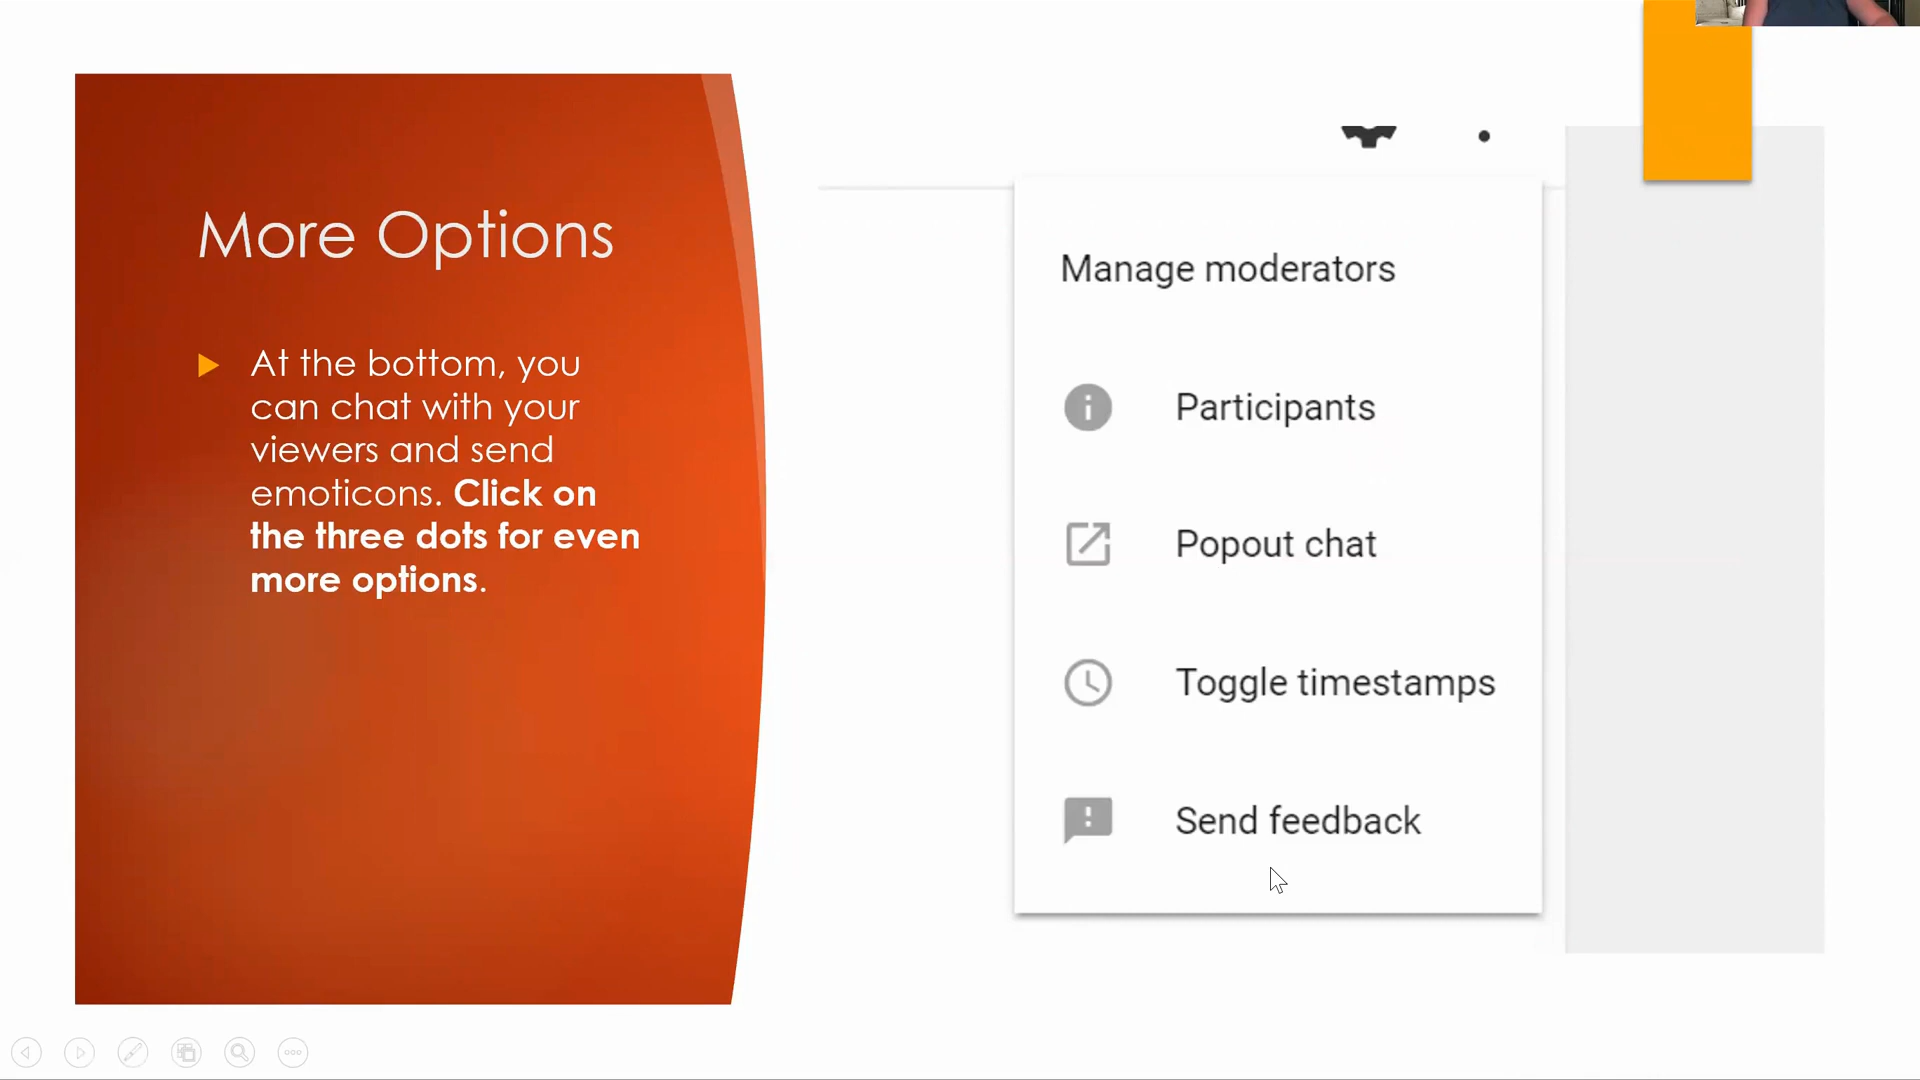 More Options
At the bottom, you
can chat with your
viewers and send
emoticons. Click on
the three dots for even
more options.
Manage moderators
Participants
Popout chat
Toggle timestamps
Send feedback